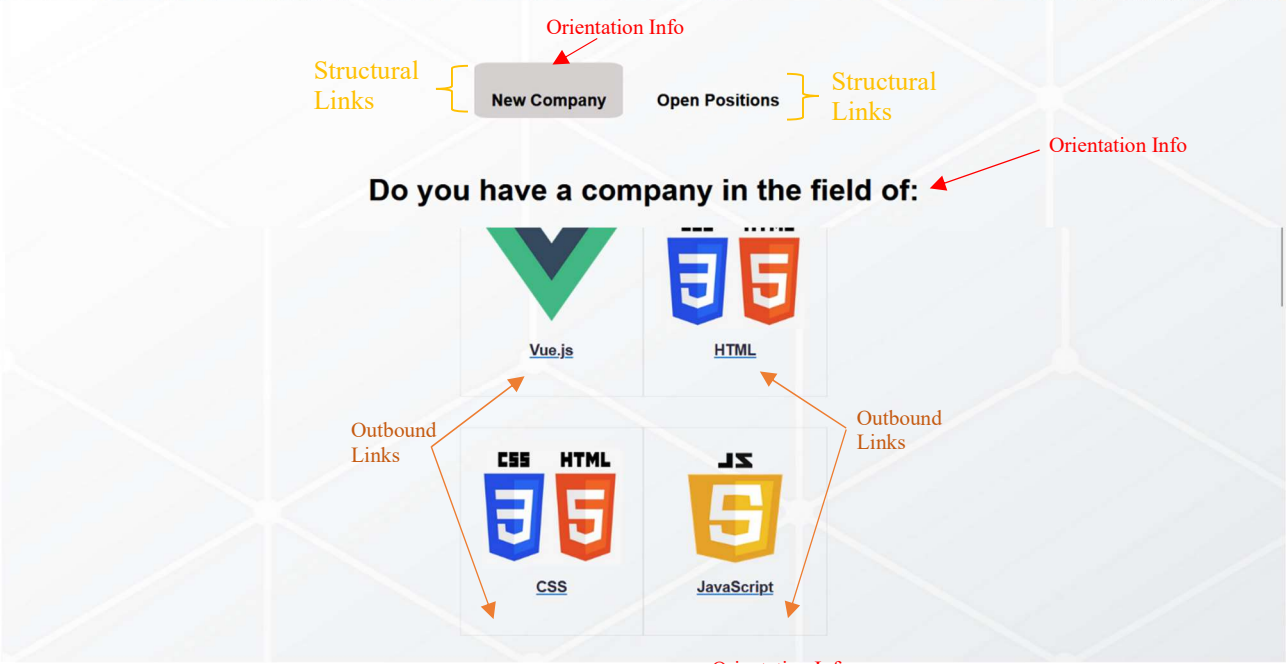 Orientation Info
Structural
Links
New Company
Open Positions
Structural
Links
Orientation Info
Do you have a company in the field of:
Vue.js
HTML
Outbound
Links
Outbound
Links
CSS HTML
JS
CSS
JavaScript